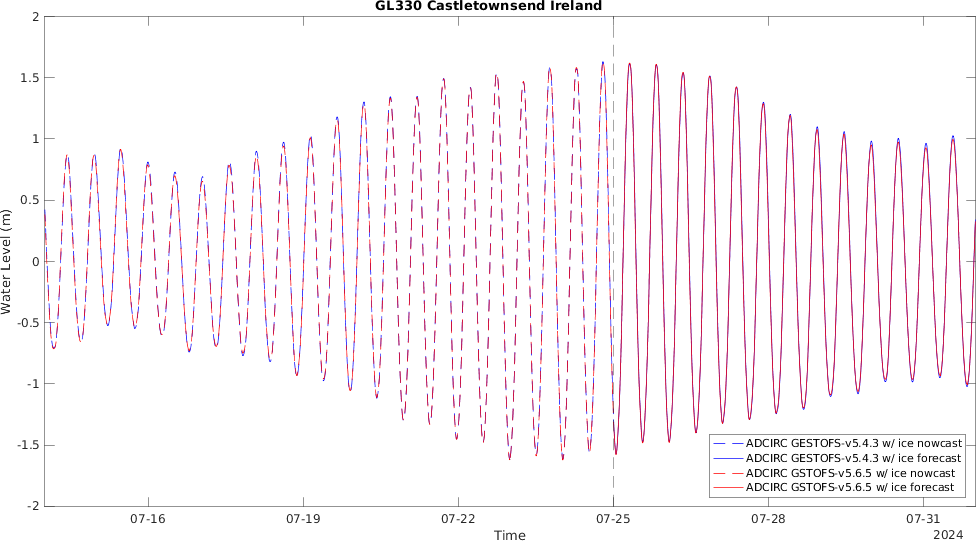 GL330 Castletownsend Ireland
2
1.5
1
0.5
0
-0.5
-1
-1.5
-2
Water Level (m)
ADCIRC GESTOFS-v5.4.3 w/ ice nowcast
ADCIRC GESTOFS-v5.4.3 w/ ice forecast
ADCIRC GSTOFS-v5.6.5 w/ ice nowcast
ADCIRC GSTOFS-v5.6.5 w/ ice forecast
07-16 07-19 07-22 07-25 07-28 07-31
Time 2024